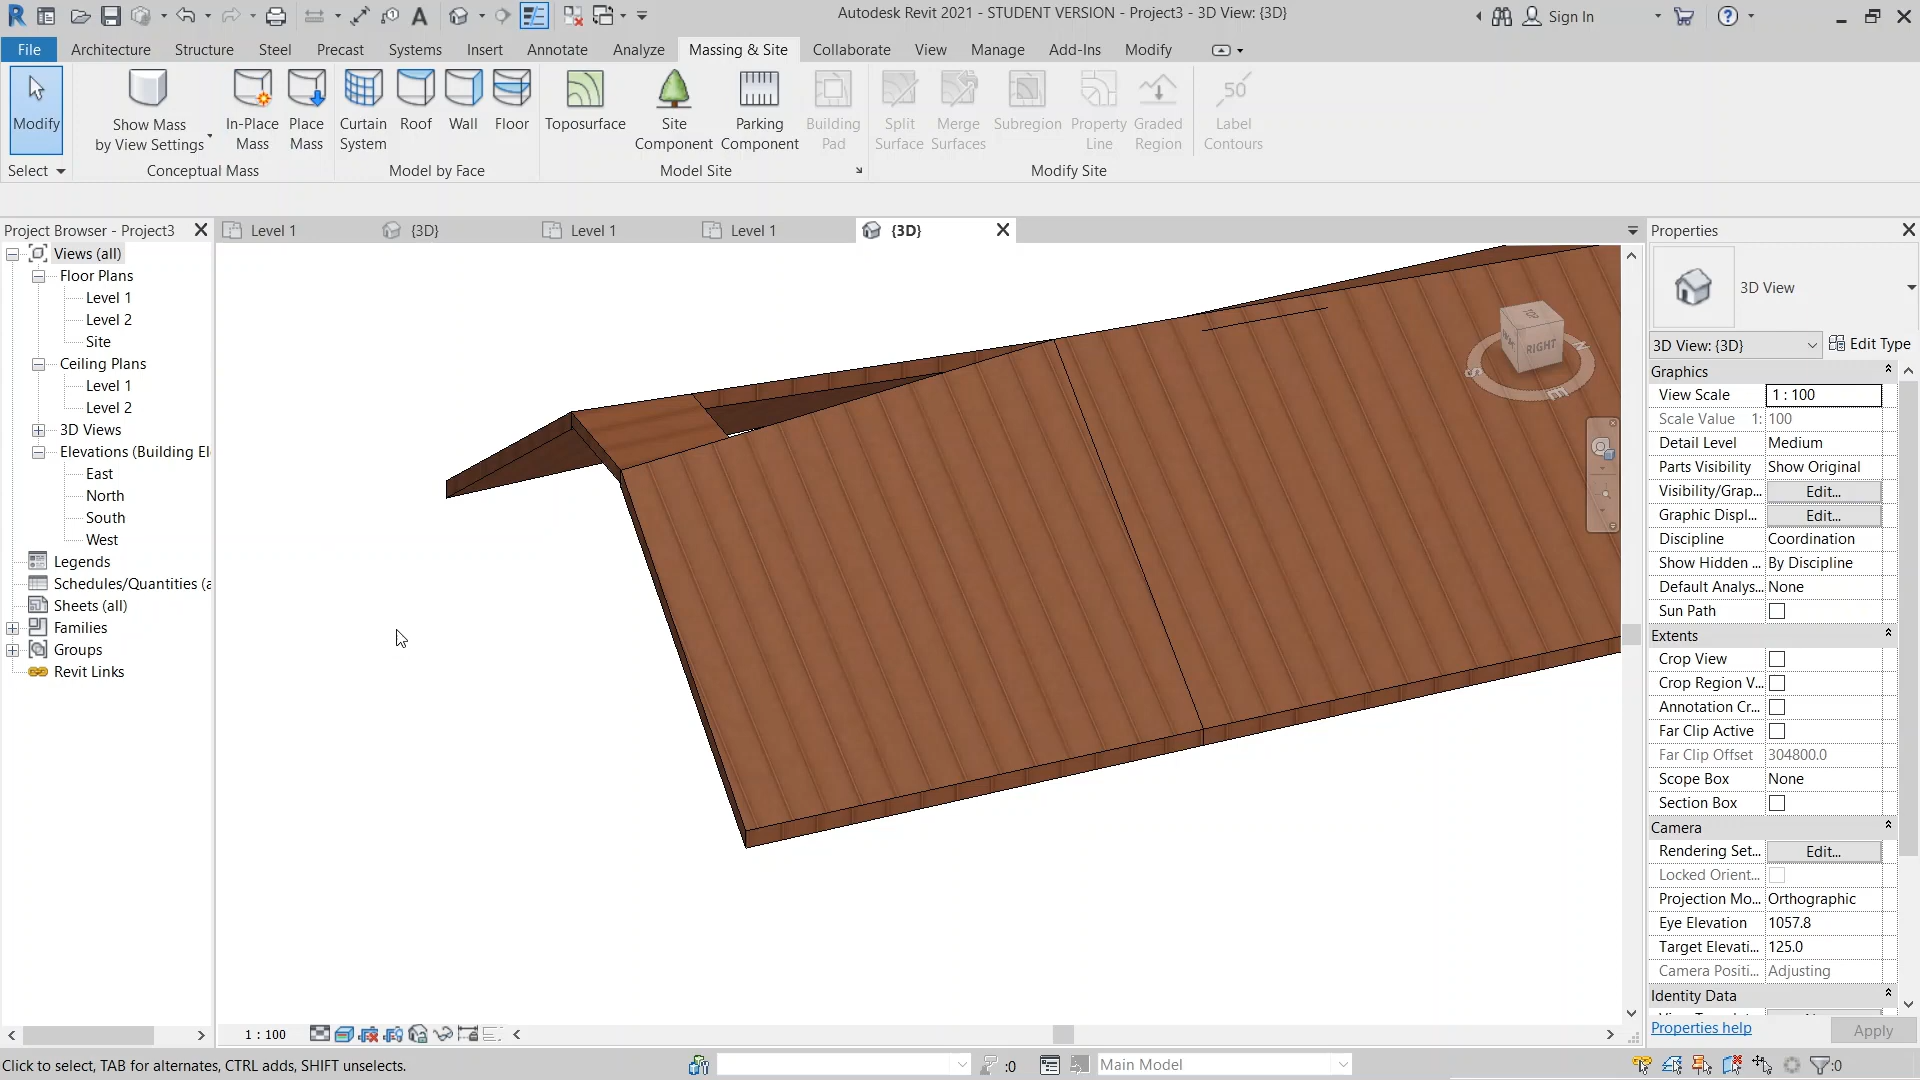 Autodesk Revit 2021 - STUDENT VERSION - Project3 - 3D View: {3D}
Sign In
File Architecture Structure Steel Precast Systems Insert Annotate Analyze Massing & Site Collaborate View Manage Add-Ins Modify
Modify
Show Mass
by View Settings
In-Place
Mass
Place
Mass
Curtain
System
Roof
Wall
Floor
Toposurface
Site
Component
Parking
Component
Building
Pad
Split
Surface
Merge
Surfaces
Subregion
Property
Line
Graded
Region
50
Label
Contours
Select
Conceptual Mass
Model by Face
Model Site
Modify Site
Project Browser - Project3
Level 1
{3D}
Level 1
Level 1
{3D}
Properties
Views (all)
Floor Plans
Level 1
Level 2
Site
Ceiling Plans
Level 1
Level 2
3D Views
Elevations (Building El
East
North
South
West
Legends
Schedules/Quantities (a
Sheets (all)
Families
Groups
Revit Links
TOP
RIGHT
S
N
E
3D View
3D View: {3D}
Edit Type
Graphics
View Scale 1 : 100
Scale Value 1: 100
Detail Level Medium
Parts Visibility Show Original
Visibility/Grap... Edit...
Graphic Displ... Edit...
Discipline Coordination
Show Hidden ... By Discipline
Default Analys... None
Sun Path
Extents
Crop View
Crop Region V...
Annotation Cr...
Far Clip Active
Far Clip Offset 304800.0
Scope Box None
Section Box
Camera
Rendering Set... Edit...
Locked Orient...
Projection Mo... Orthographic
Eye Elevation 1057.8
Target Elevati... 125.0
Camera Positi... Adjusting
Identity Data
Properties help
Apply
1 : 100
Click to select, TAB for alternates, CTRL adds, SHIFT unselects.
:0
Main Model
:0